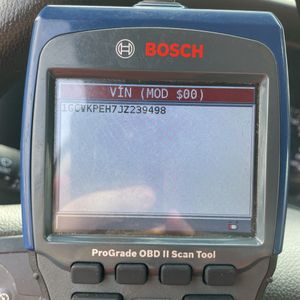 BOSCH
VIN (MOD $00)
1GCVKPEH7JZ239498
ProGrade OBD II Scan Tool